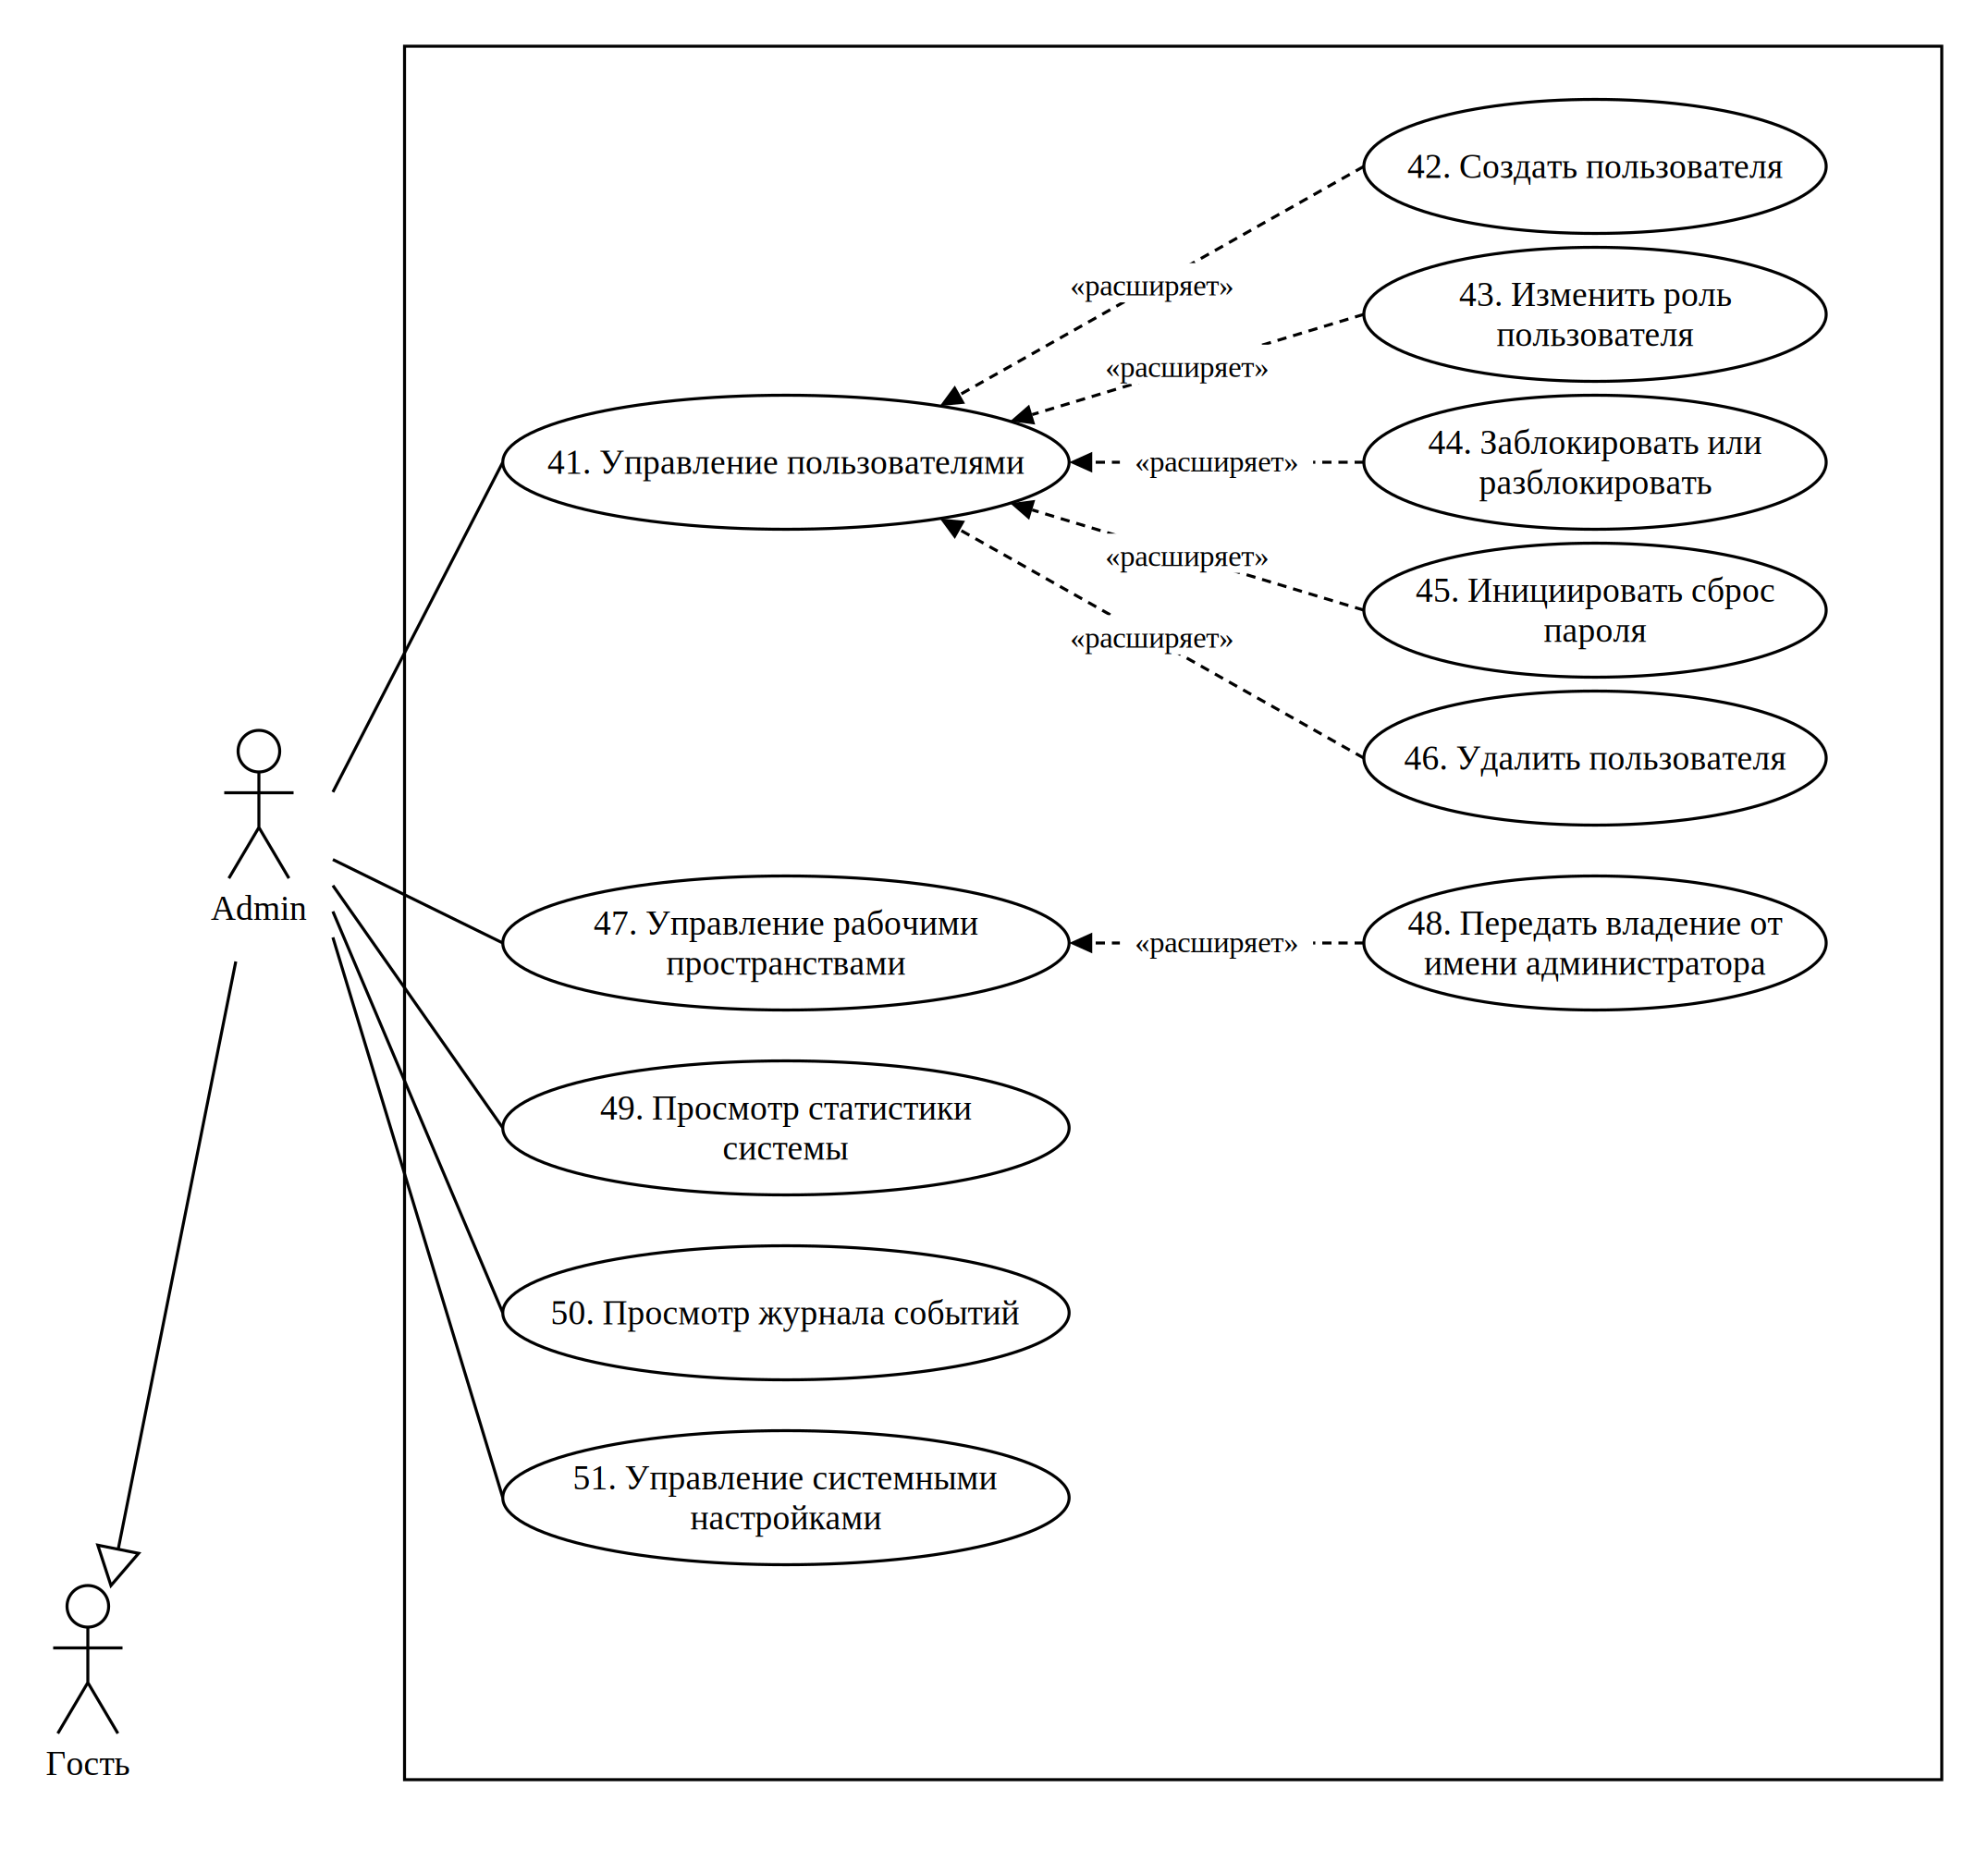 42. Создать пользователя
«расширяет»
43. Изменить роль
пользователя
«расширяет»
41. Управление пользователями
«расширяет»
44. Заблокировать или
разблокировать
«расширяет»
45. Инициировать сброс
пароля
«расширяет»
46. Удалить пользователя
Admin
47. Управление рабочими
пространствами
«расширяет»
48. Передать владение от
имени администратора
49. Просмотр статистики
системы
50. Просмотр журнала событий
51. Управление системными
настройками
Гость